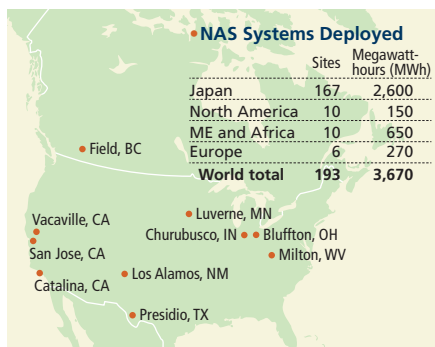 NAS Systems Deployed
Sites Megawatt-hours (MWh)
Japan 167 2,600
North America 10 150
ME and Africa 10 650
Europe 6 270
World total 193 3,670
Field, BC
Luverne, MN
Vacaville, CA
Churubusco, IN
Bluffton, OH
San Jose, CA
Milton, WV
Catalina, CA
Los Alamos, NM
Presidio, TX